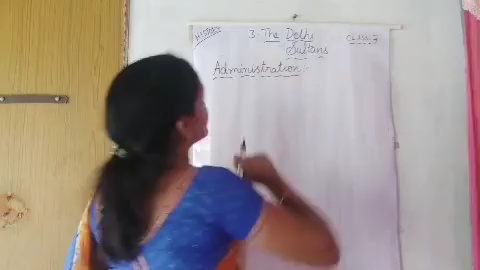 HISTORY
3. The Delhi Sultans
Class-7
Administration :-